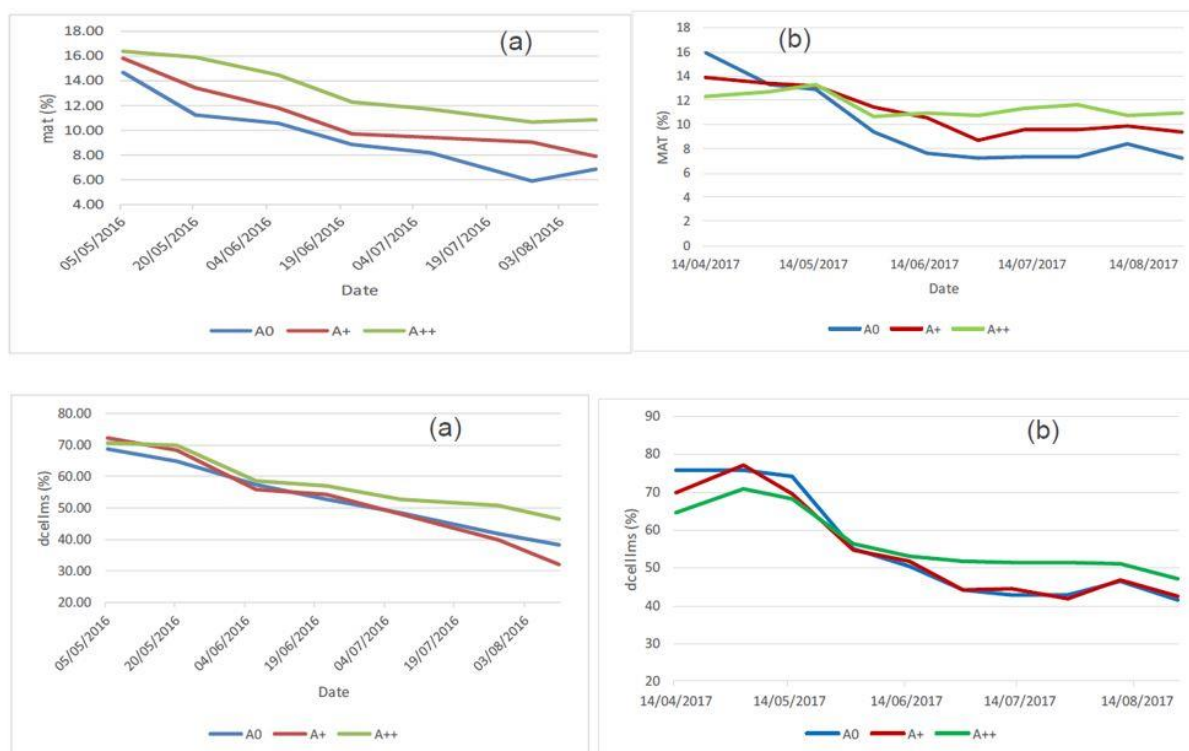 (a)
mat (%)
18.00
16.00
14.00
12.00
10.00
8.00
6.00
4.00
05/05/2016
20/05/2016
04/06/2016
19/06/2016
04/07/2016
19/07/2016
03/08/2016
Date
A0 A+ A++
(b)
MAT (%)
18
16
14
12
10
8
6
4
2
0
14/04/2017 14/05/2017 14/06/2017 14/07/2017 14/08/2017
Date
A0 A+ A++
(a)
dcellms (%)
80.00
70.00
60.00
50.00
40.00
30.00
20.00
05/05/2016
20/05/2016
04/06/2016
19/06/2016
04/07/2016
19/07/2016
03/08/2016
Date
A0 A+ A++
(b)
dcelllms (%)
90
80
70
60
50
40
30
20
14/04/2017 14/05/2017 14/06/2017 14/07/2017 14/08/2017
Date
A0 A+ A++